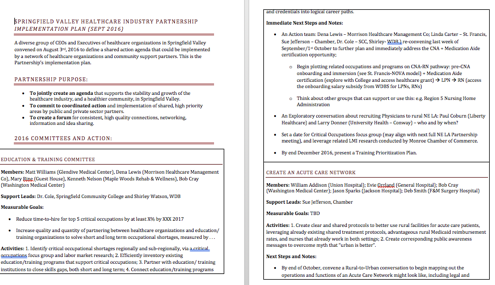 SPRINGFIELD VALLEY HEALTHCARE INDUSTRY PARTNERSHIP
IMPLEMENTATION PLAN (SEPT 2016)
A diverse group of CEOs and Executives of healthcare organizations in Springfield Valley
convened on August 3rd, 2016 to define a shared action agenda that could be implemented
by a network of healthcare organizations and community support partners. This is the
Partnership's implementation plan.
PARTNERSHIP PURPOSE:
• To jointly create an agenda that supports the stability and growth of the
healthcare industry, and a healthier community, in Springfield Valley.
• To commit to coordinated action and implementation of shared, high priority
areas by public and private sector partners.
• To create a forum for consistent, high quality connections, networking,
information and idea sharing.
2016 COMMITTEES AND ACTION:
EDUCATION & TRAINING COMMITTEE
Members: Matt Williams (Glendive Medical Center), Dena Lewis (Morrison Healthcare Management
Co), Mary Ripp (Guest House), Kenneth Nelson (Maple Woods Rehab & Wellness), Bob Cray
(Washington Medical Center)
Support Leads: Dr. Cole, Springfield Community College and Shirley Watson, WDB
Measurable Goals:
• Reduce time-to-hire for top 5 critical occupations by at least 8% by XXX 2017
• Increase quality and quantity of partnering between healthcare organizations and education/
training organizations to solve short and long term occupational shortages, measured by …
Activities: 1. Identify critical occupational shortages regionally and sub-regionally, via a critical
occupations focus group and labor market research; 2. Efficiently inventory existing
education/training programs that support critical occupations; 3. Partner with education / training
institutions to close skills gaps, both short and long term; 4. Connect education/training programs
and credentials into logical career paths.
Immediate Next Steps and Notes:
• An Action team: Dena Lewis – Morrison Healthcare Management Co; Linda Carter – St. Francis,
Sue Jefferson – Chamber, Dr. Cole – SCC, Shirley- WDB) re-convening last week of
September/1st October to further plan and immediately address the CNA + Medication Aide
certification opportunity;
○ Begin plotting related occupations and programs on CNA-RN pathway: pre-CNA
onboarding and immersion (see St. Francis-NOVA model) + Medication Aide
certification (explore with College and access healthcare grant) → LPN → RN (access
the onboarding salary subsidy from WDBS for LPNs, RNs)
○ Think about other groups that can support or use this: e.g. Region 5 Nursing Home
Administration
• An Exploratory conversation about recruiting Physicians to rural NE LA: Paul Coburn (Liberty
Healthcare) and Larry Donner (University Health – Conway) – who and by when?
• Set a date for Critical Occupations focus group (may align with next full NE LA Partnership
meeting), and leverage related LMI research conducted by Monroe Chamber of Commerce.
• By end December 2016, present a Training Prioritization Plan.
CREATE AN ACUTE CARE NETWORK
Members: William Addison (Union Hospital); Evie Ortland (General Hospital); Bob Cray
(Washington Medical Center); Jason Sparks (Jackson Hospital); Deb Smith (F&M Surgery Hospital)
Support Leads: Sue Jefferson, Chamber
Measurable Goals: TBD
Activities: 1. Create clear and shared protocols to better use rural facilities for acute care patients,
leveraging already existing shared treatment protocols, advantageous rural Medicaid reimbursement
rates, and nurses that already work in both settings; 2. Create corresponding public awareness
messages to overcome myth that "urban is better".
Next Steps and Notes:
• By end of October, convene a Rural-to-Urban conversation to begin mapping out the
operations and functions of an Acute Care Network might look like, including legal and